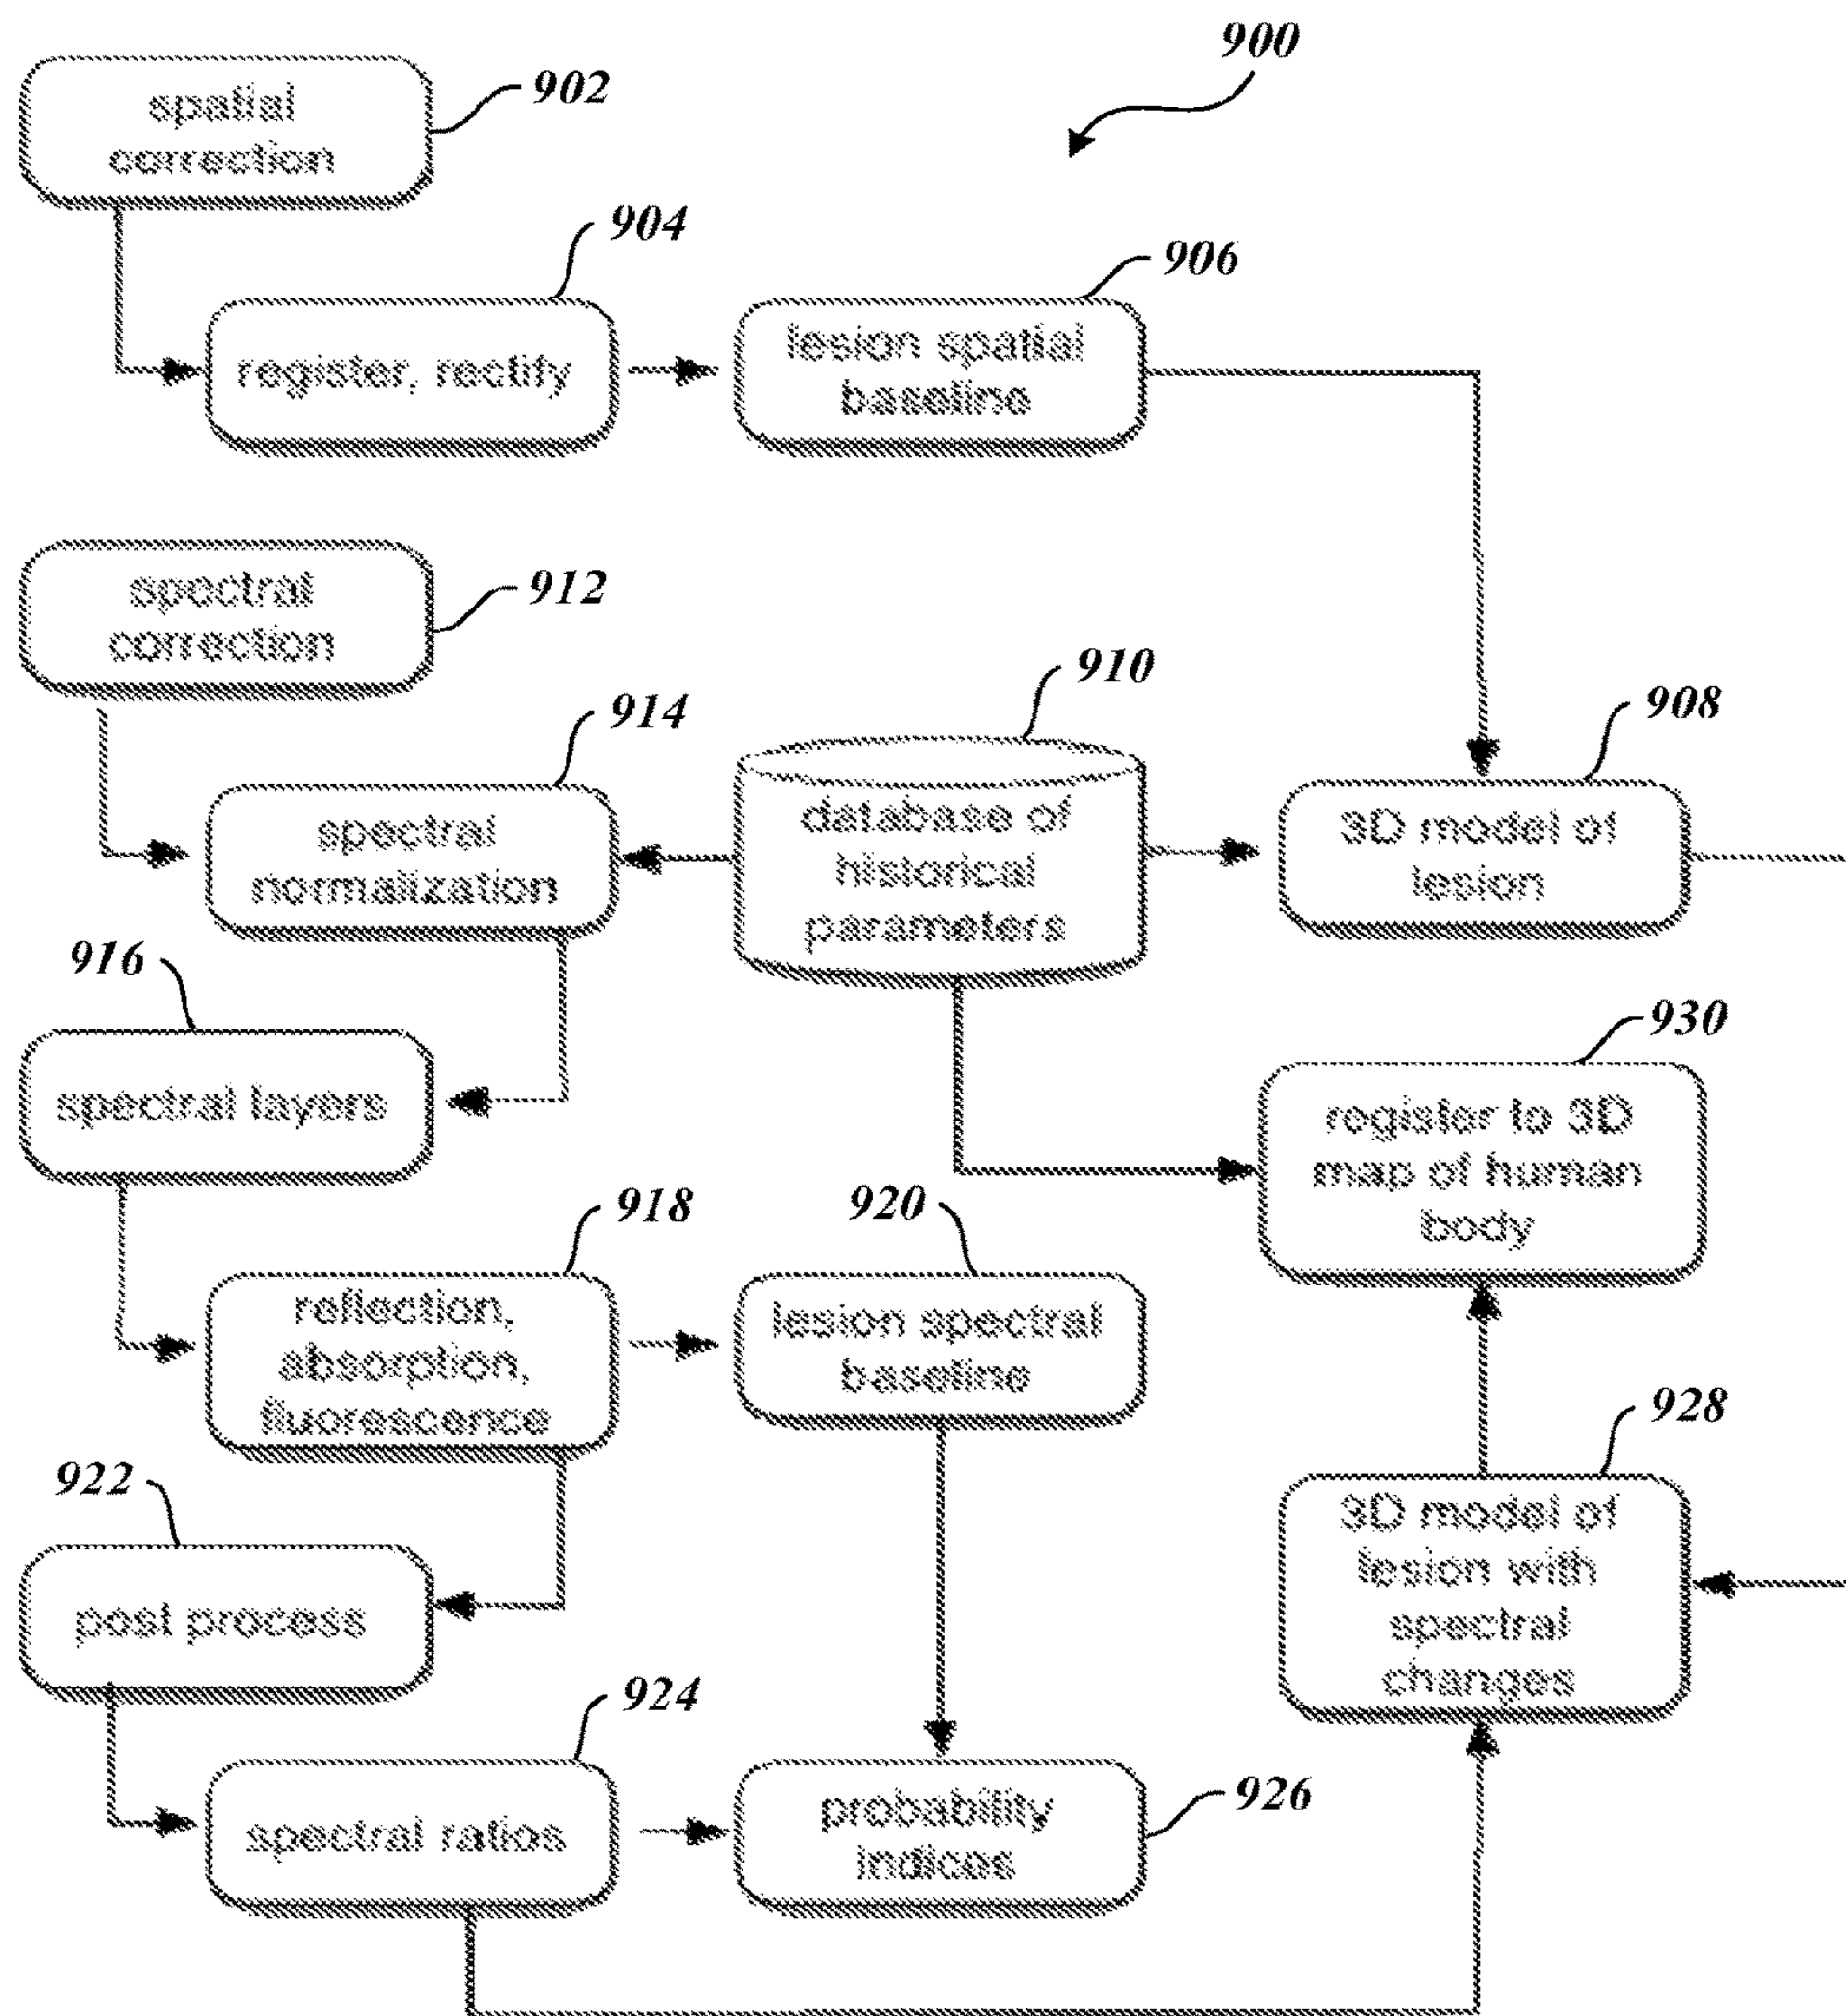 900
spatial
correction
902
904
906
register, rectify
lesion spatial
baseline
spectral
correction
912
910
908
914
spectral
normalization
database of
historical
parameters
3D model of
lesion
916
930
spectral layers
register to 3D
map of human
body
918
920
reflection,
absorption,
fluorescence
lesion spectral
baseline
928
922
3D model of
lesion with
spectral
changes
post process
924
926
spectral ratios
probability
indices